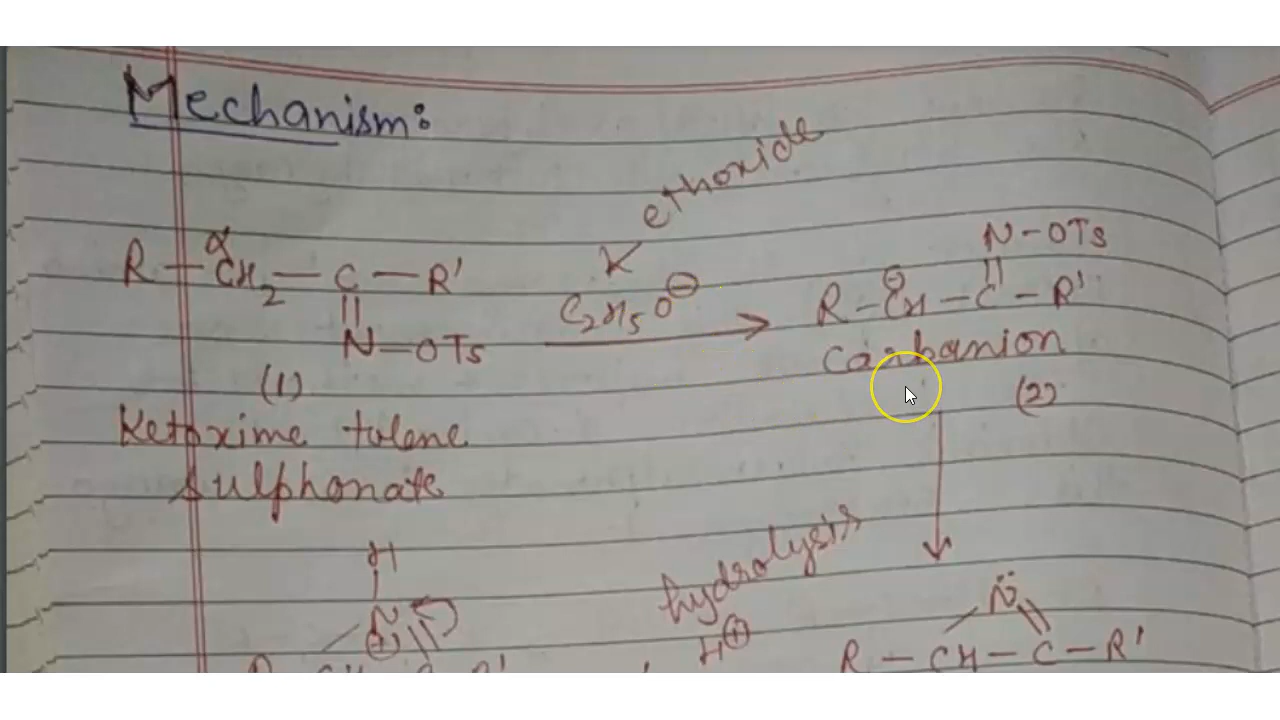 Mechanism:
K ethoxide
N-OTs
R-CH2-C-R'
α
C2H5O⊖
||
⊖
R-CH-C-R'
||
N-OTs
Carbanion
(1)
(2)
Ketoxime tolene
sulphonate
H
hydrolysis
N
⊕
H⊕
N̈
R-CH-C-R'